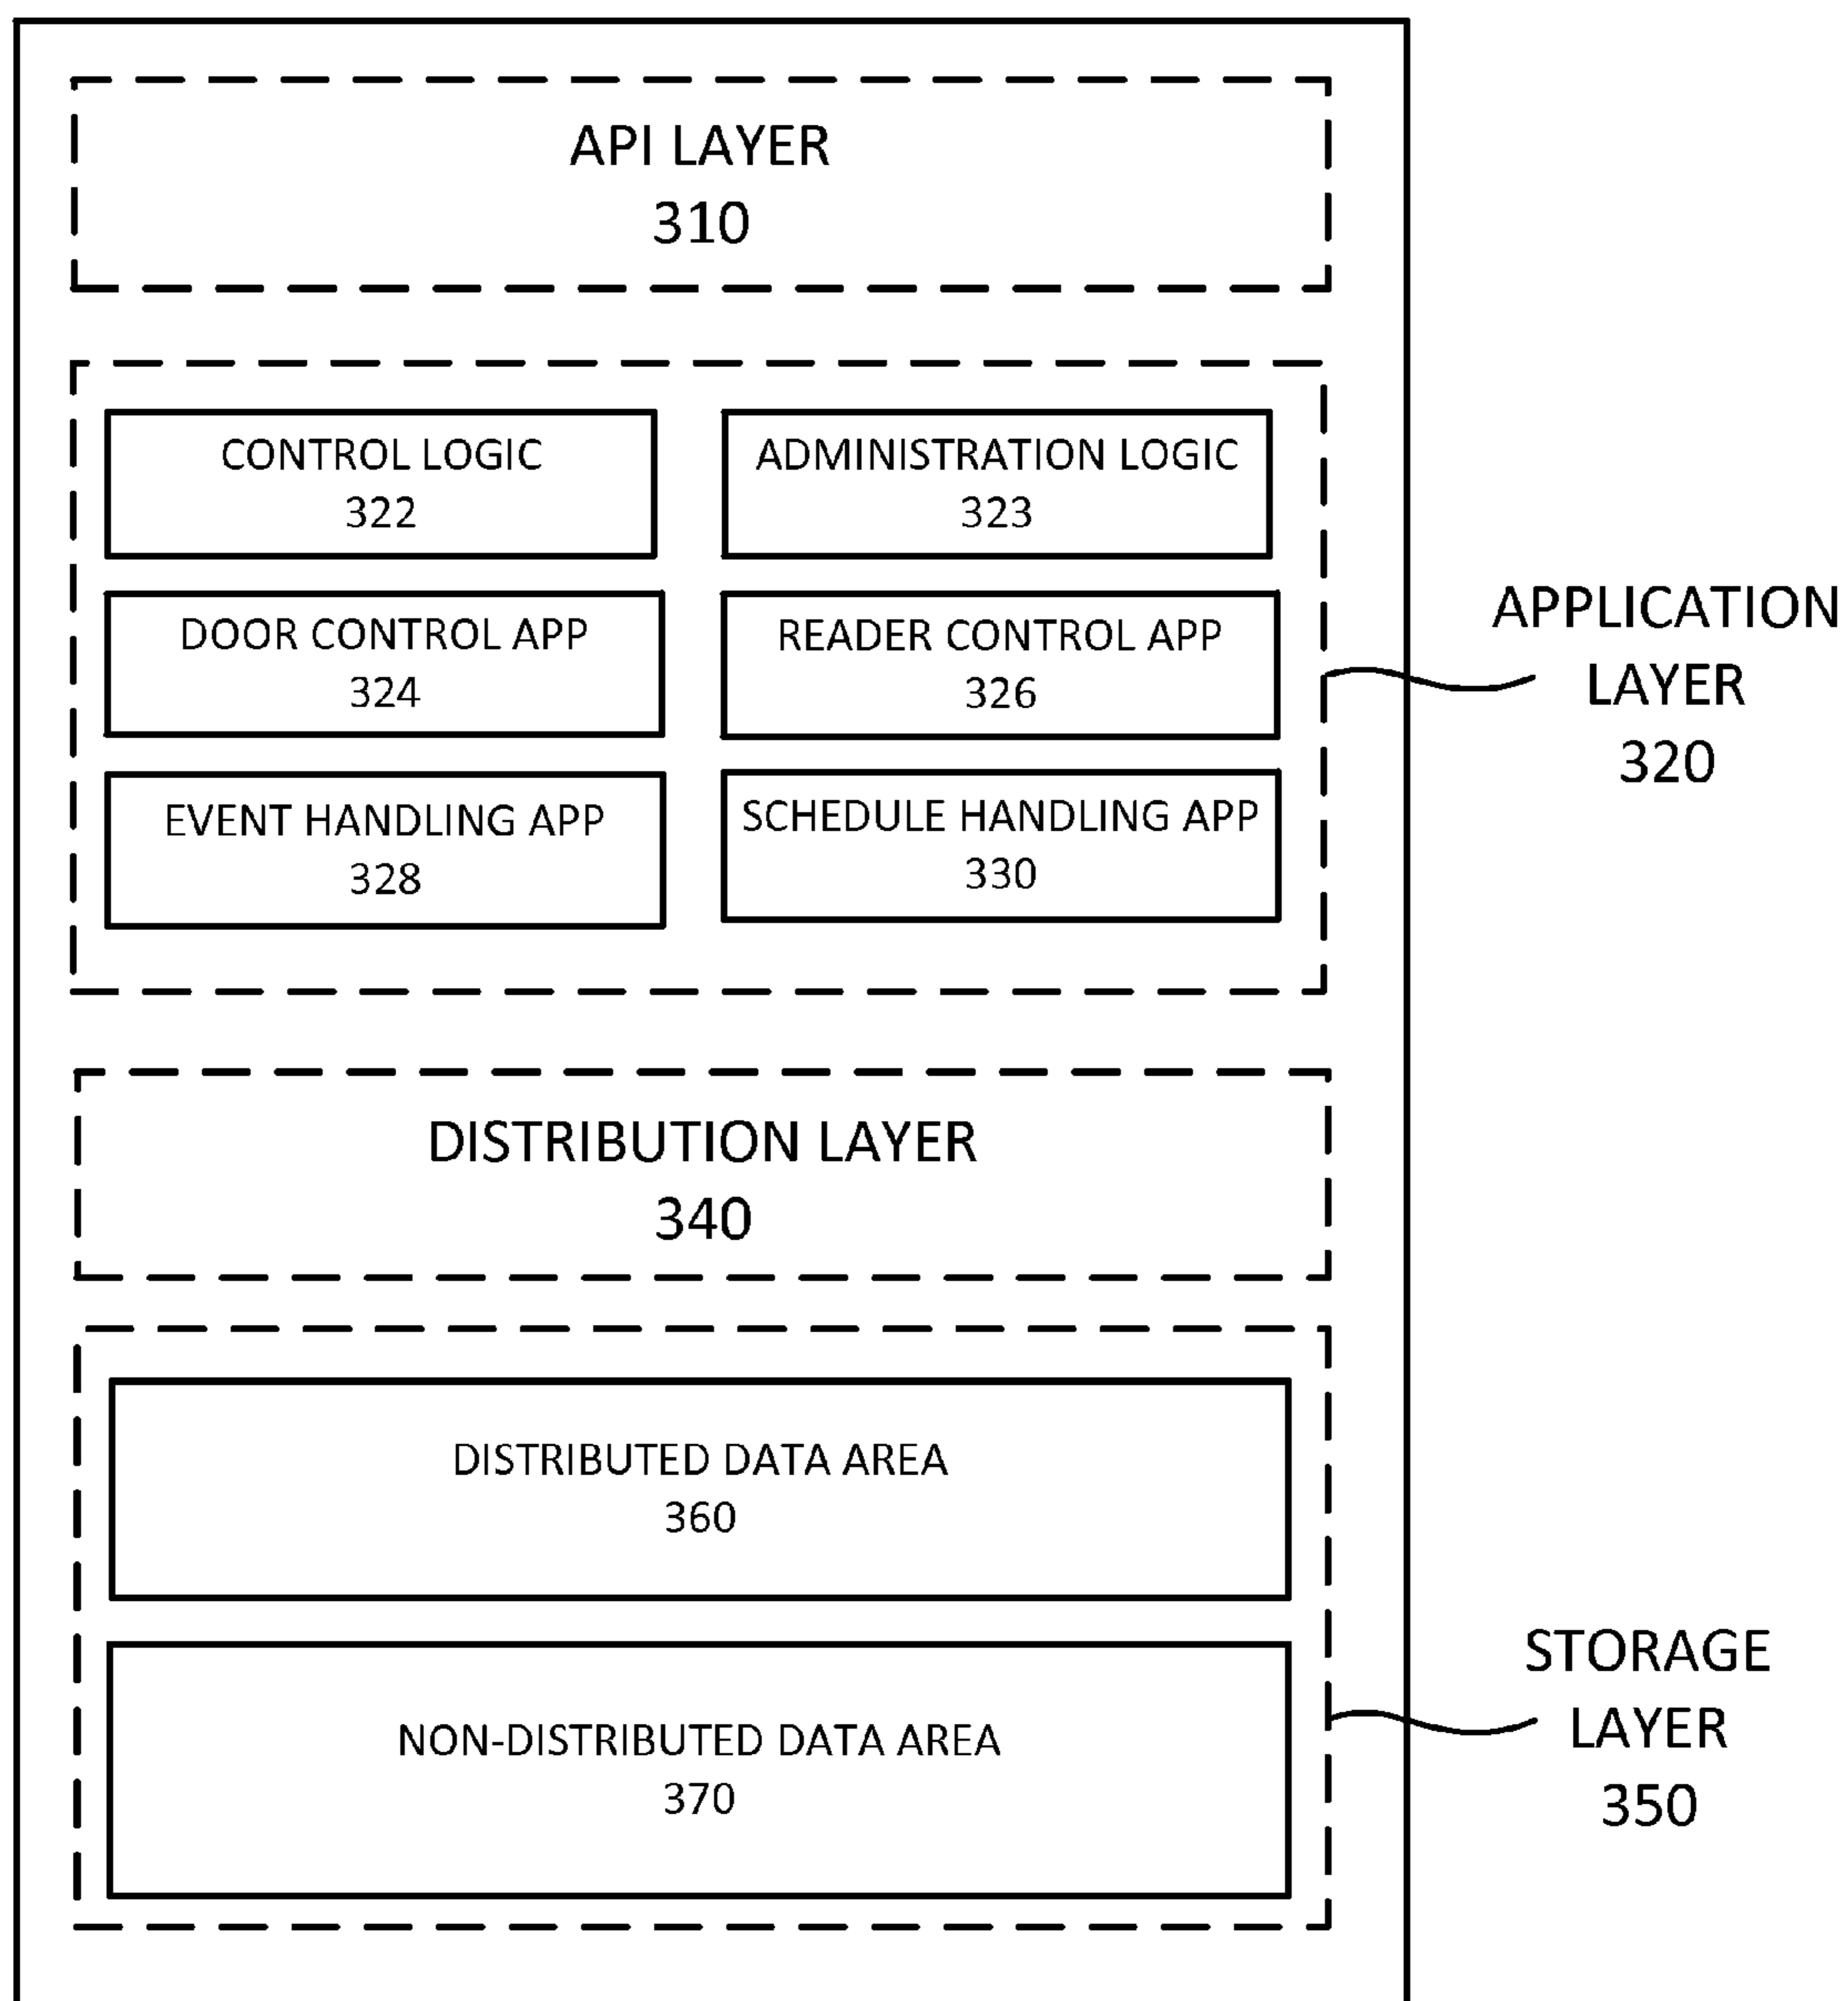 API LAYER
310
CONTROL LOGIC
322
ADMINISTRATION LOGIC
323
DOOR CONTROL APP
324
READER CONTROL APP
326
EVENT HANDLING APP
328
SCHEDULE HANDLING APP
330
APPLICATION
LAYER
320
DISTRIBUTION LAYER
340
DISTRIBUTED DATA AREA
360
NON-DISTRIBUTED DATA AREA
370
STORAGE
LAYER
350